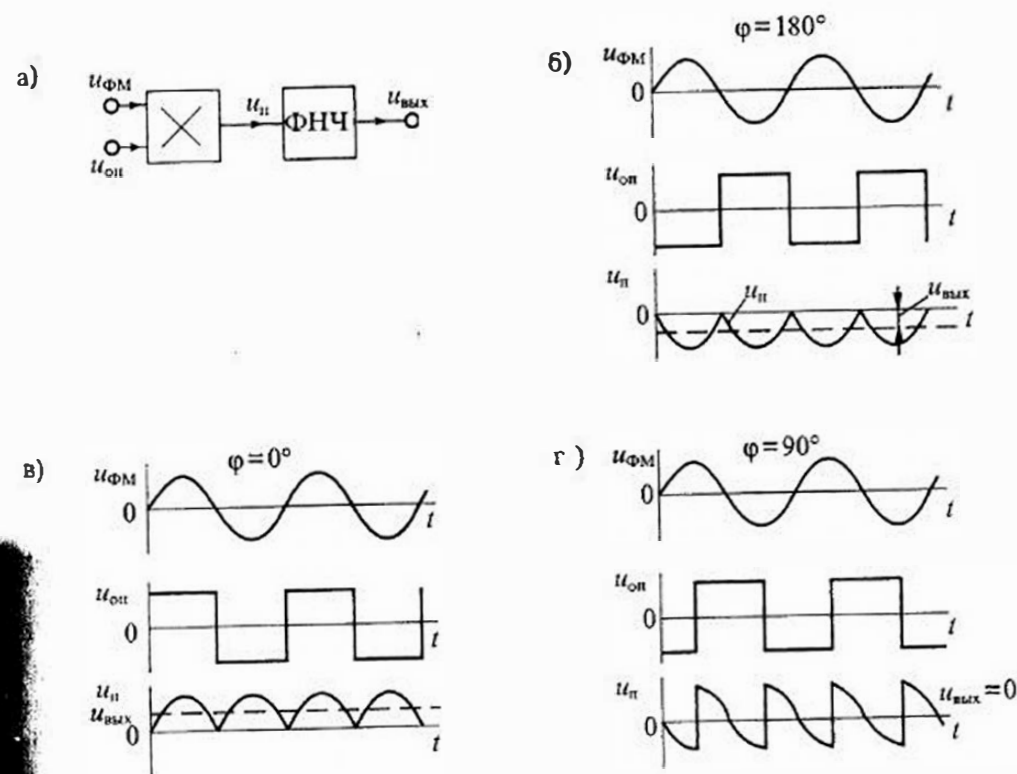 а)
uФМ
uоп
uп
ФНЧ
uвых
б)
φ=180°
uФМ
0
t
uоп
0
t
uп
0
uп
uвых
t
в)
φ=0°
uФМ
0
t
uоп
0
t
uп
uвых
0
t
г )
φ=90°
uФМ
0
t
uоп
0
t
uп
0
uвых=0
t